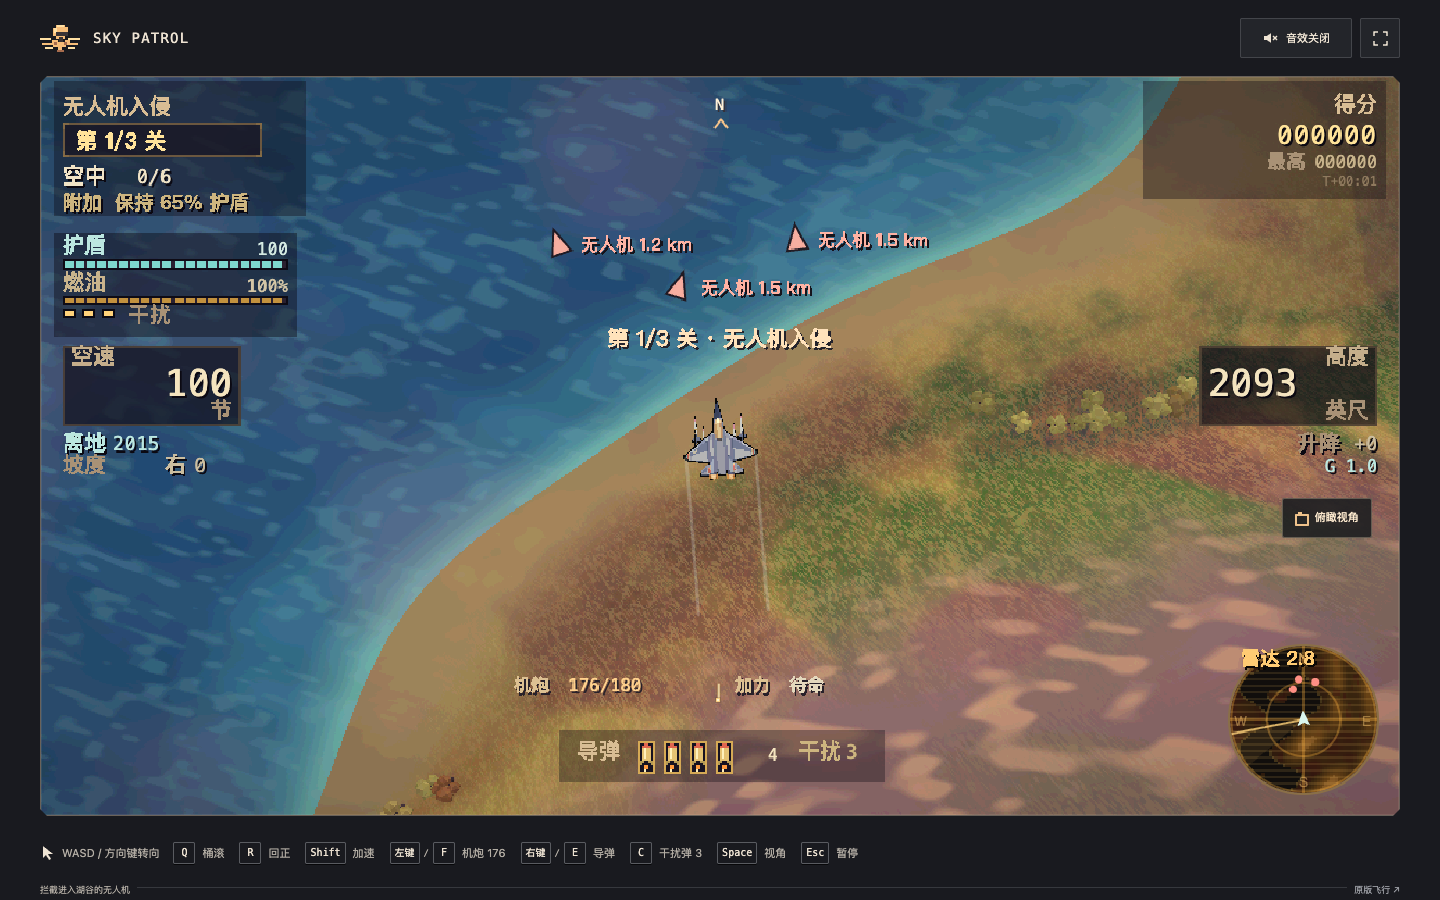 SKY PATROL
音效关闭
无人机入侵
第 1/3 关
空中 0/6
附加 保持 65% 护盾
N
得分
000000
最高 000000
T+00:01
护盾 100
燃油 100%
干扰
无人机 1.2 km
无人机 1.5 km
无人机 1.5 km
第 1/3 关 · 无人机入侵
空速
100
节
离地 2015
坡度 右 0
高度
2093
英尺
升降 +0
G 1.0
俯瞰视角
机炮 176/180
加力 待命
导弹 4 干扰 3
雷达 2.8
W E
S
WASD / 方向键转向 Q 桶滚 R 回正 Shift 加速 左键 / F 机炮 176 右键 / E 导弹 C 干扰弹 3 Space 视角 Esc 暂停
拦截进入湖谷的无人机
原版飞行 ↗